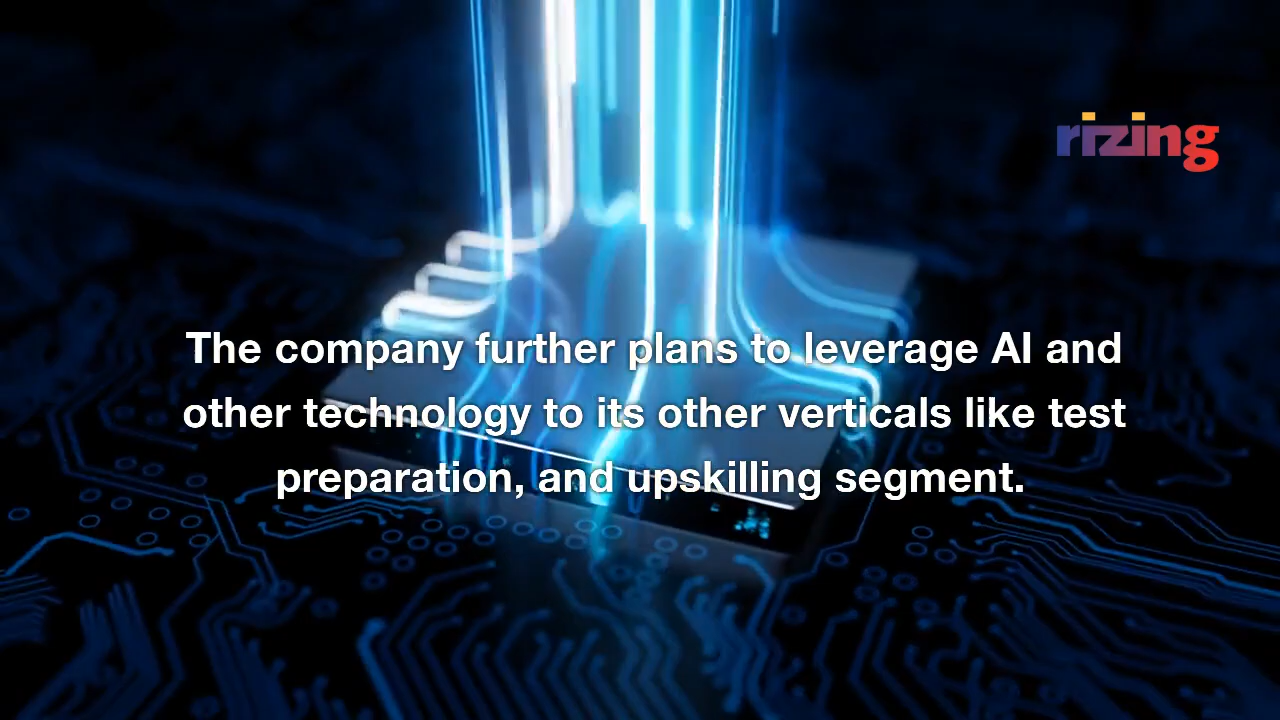 rizing
The company further plans to leverage AI and
other technology to its other verticals like test
preparation, and upskilling segment.